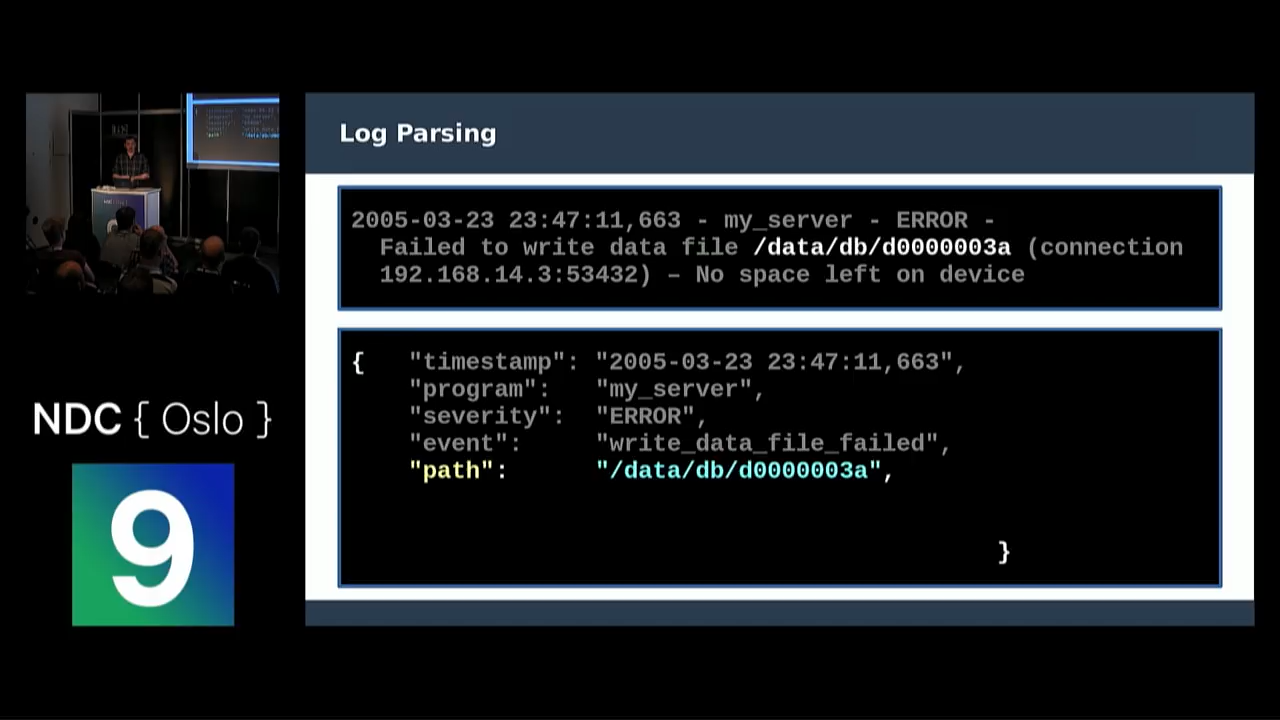 Log Parsing
2005-03-23 23:47:11,663 - my_server - ERROR -
Failed to write data file /data/db/d0000003a (connection
192.168.14.3:53432) – No space left on device
{ "timestamp": "2005-03-23 23:47:11,663",
"program": "my_server",
"severity": "ERROR",
"event": "write_data_file_failed",
"path": "/data/db/d0000003a",
}
NDC { Oslo }
9